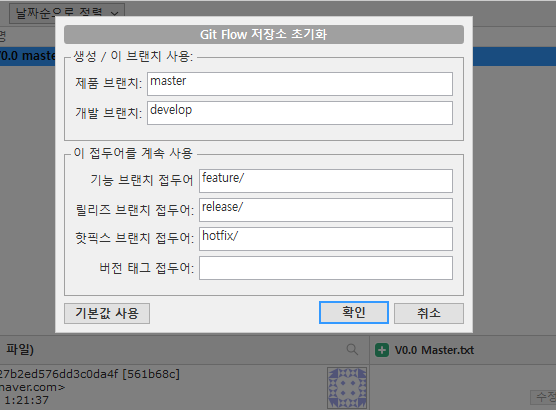 날짜순으로 정렬
명
V0.0 maste
Git Flow 저장소 초기화
생성 / 이 브랜치 사용:
제품 브랜치: master
개발 브랜치: develop
이 접두어를 계속 사용
기능 브랜치 접두어 feature/
릴리즈 브랜치 접두어: release/
핫픽스 브랜치 접두어: hotfix/
버전 태그 접두어:
기본값 사용 확인 취소
파일)
V0.0 Master.txt
27b2ed576dd3c0da4f [561b68c]
naver.com>
1:21:37
수정